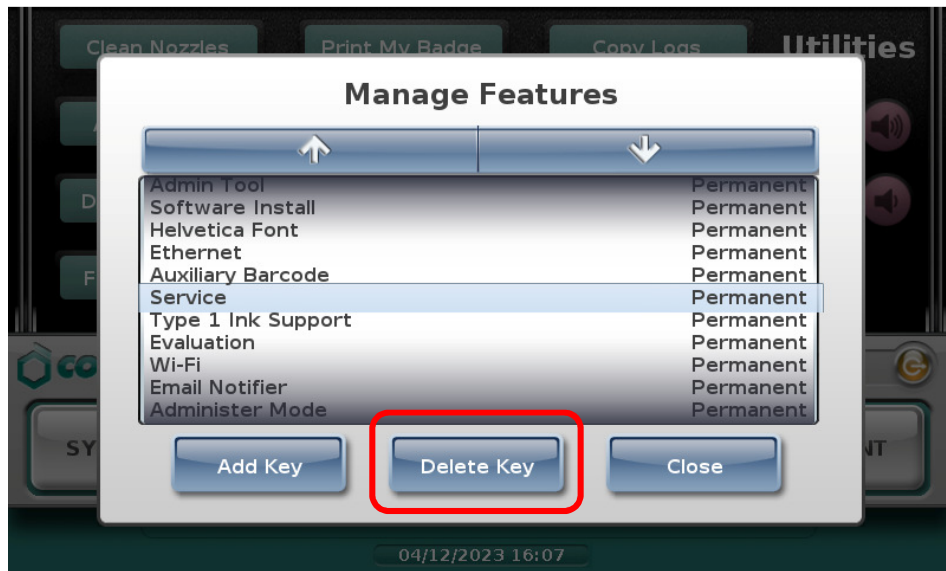 Clean Nozzles Print My Badge Copy Logs Utilities
Manage Features
Admin Tool Permanent
Software Install Permanent
Helvetica Font Permanent
Ethernet Permanent
Auxiliary Barcode Permanent
Service Permanent
Type 1 Ink Support Permanent
Evaluation Permanent
Wi-Fi Permanent
Email Notifier Permanent
Administer Mode Permanent
Add Key Delete Key Close
04/12/2023 16:07